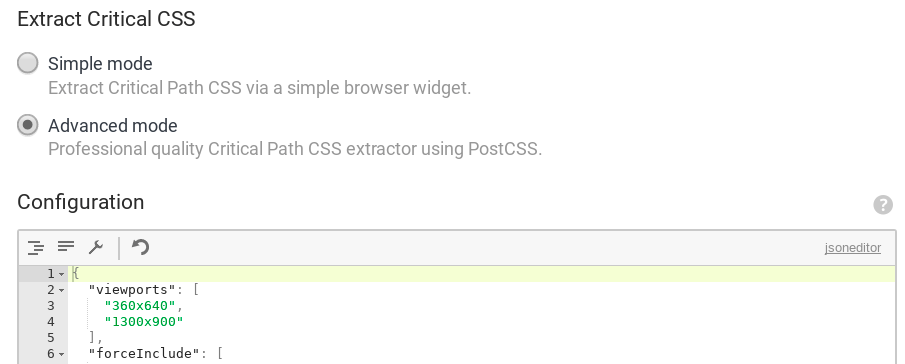 Extract Critical CSS
Simple mode
Extract Critical Path CSS via a simple browser widget.
Advanced mode
Professional quality Critical Path CSS extractor using PostCSS.
Configuration ?
jsoneditor
1 {
2 "viewports": [
3 "360x640",
4 "1300x900"
5 ],
6 "forceInclude": [